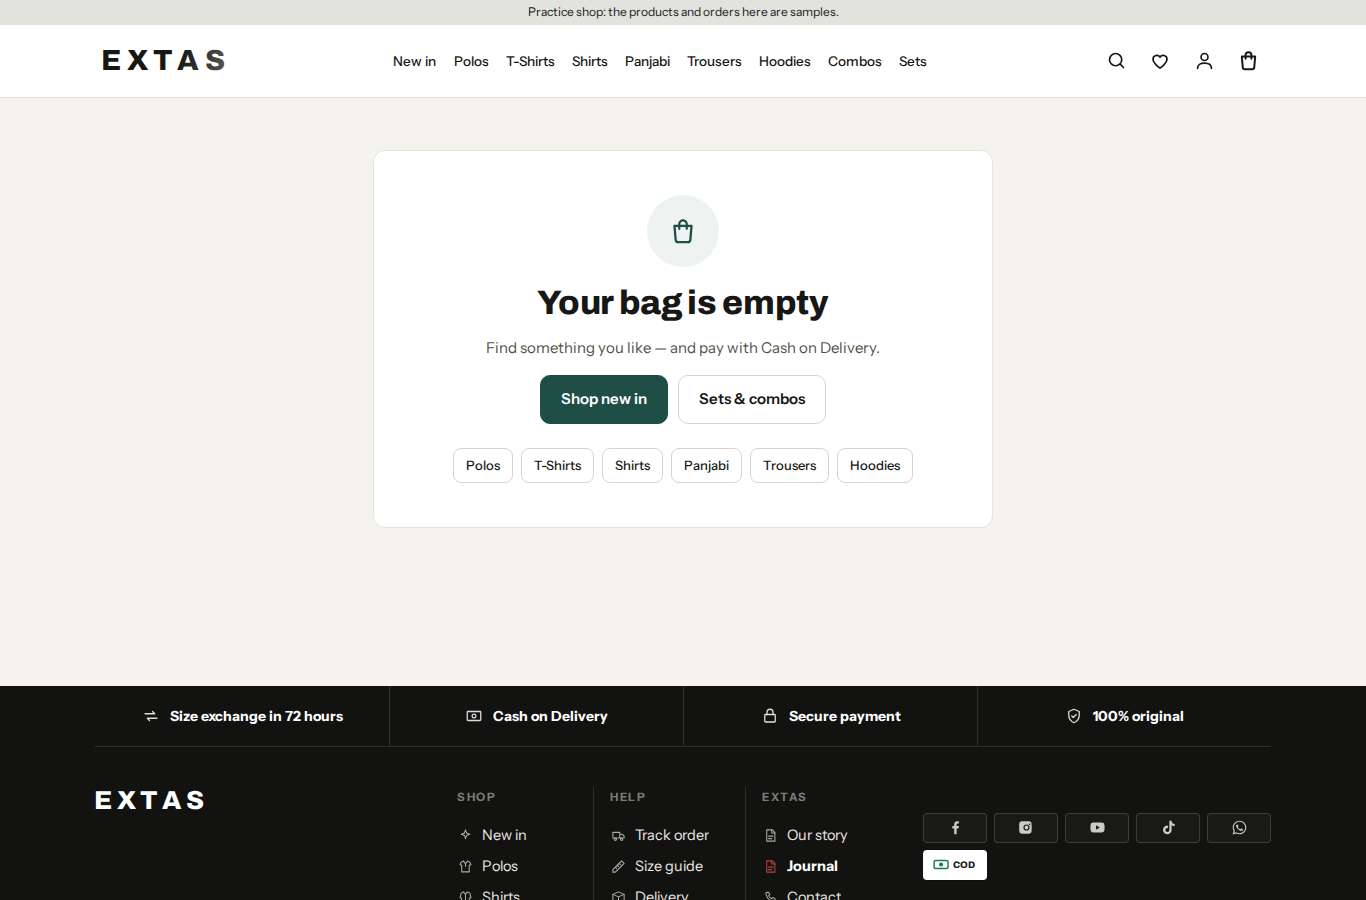 Practice shop: the products and orders here are samples.
EXTAS
New in Polos T-Shirts Shirts Panjabi Trousers Hoodies Combos Sets
Your bag is empty
Find something you like — and pay with Cash on Delivery.
Shop new in Sets & combos
Polos T-Shirts Shirts Panjabi Trousers Hoodies
Size exchange in 72 hours Cash on Delivery Secure payment 100% original
EXTAS
SHOP
New in
Polos
Shirts
HELP
Track order
Size guide
Delivery
EXTAS
Our story
Journal
Contact
COD